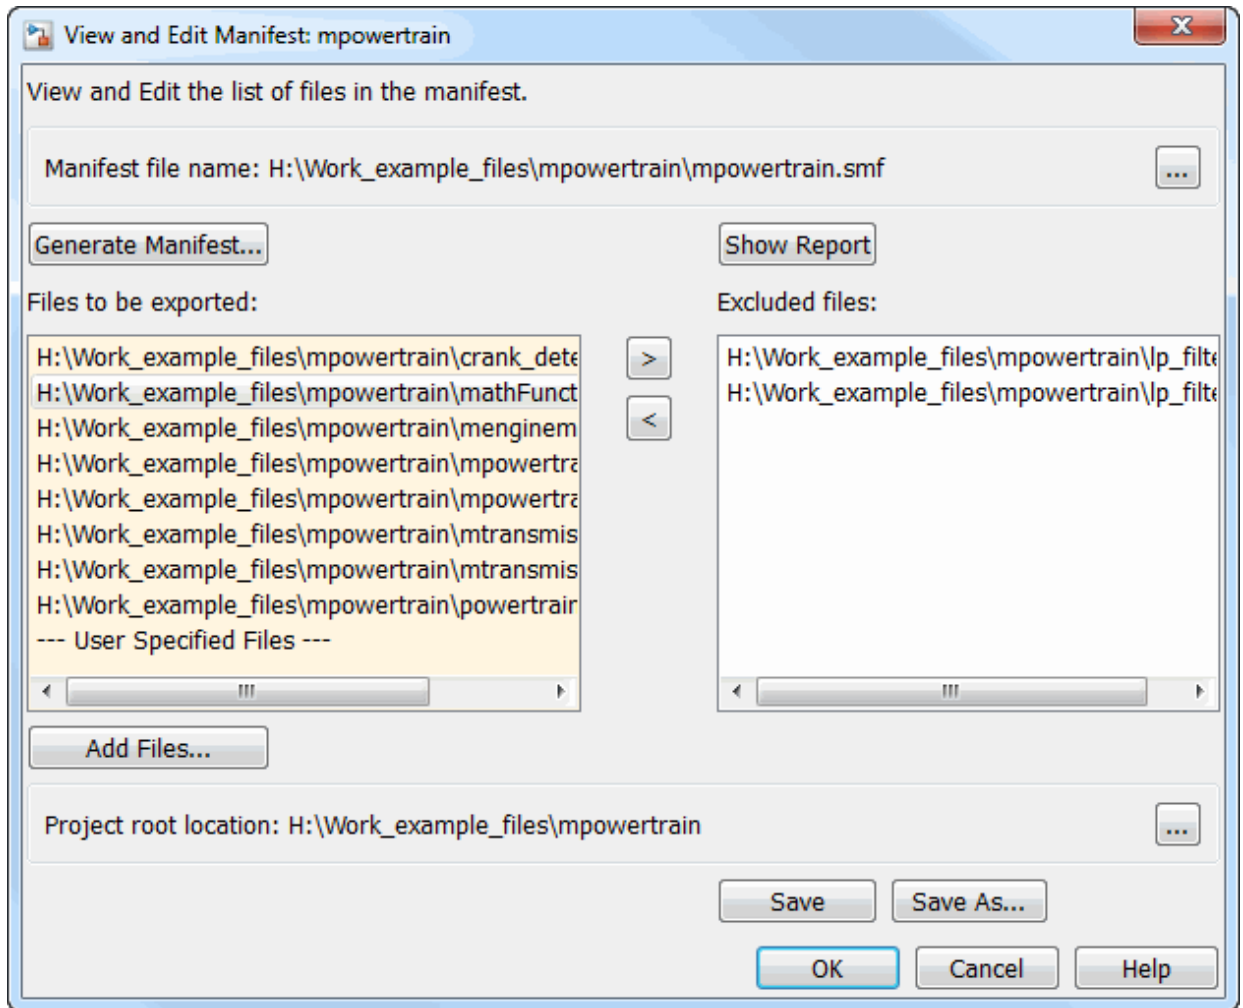 View and Edit Manifest: mpowertrain
View and Edit the list of files in the manifest.
Manifest file name: H:\Work_example_files\mpowertrain\mpowertrain.smf
...
Generate Manifest...
Show Report
Files to be exported:
Excluded files:
H:\Work_example_files\mpowertrain\crank_dete
H:\Work_example_files\mpowertrain\mathFunct
H:\Work_example_files\mpowertrain\menginem
H:\Work_example_files\mpowertrain\mpowertra
H:\Work_example_files\mpowertrain\mpowertra
H:\Work_example_files\mpowertrain\mtransmis
H:\Work_example_files\mpowertrain\mtransmis
H:\Work_example_files\mpowertrain\powertrain
--- User Specified Files ---
>
<
H:\Work_example_files\mpowertrain\lp_filte
H:\Work_example_files\mpowertrain\lp_filte
Add Files...
Project root location: H:\Work_example_files\mpowertrain
...
Save
Save As...
OK
Cancel
Help